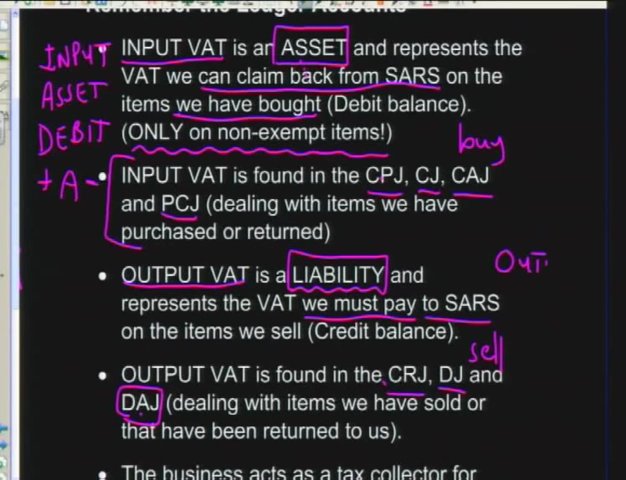 Remember the Ledger Accounts
INPUT
ASSET
DEBIT
+ A -
• INPUT VAT is an ASSET and represents the
VAT we can claim back from SARS on the
items we have bought (Debit balance).
(ONLY on non-exempt items!)
buy
• INPUT VAT is found in the CPJ, CJ, CAJ
and PCJ (dealing with items we have
purchased or returned)
• OUTPUT VAT is a LIABILITY and
OUT
represents the VAT we must pay to SARS
on the items we sell (Credit balance).
sell
• OUTPUT VAT is found in the CRJ, DJ and
DAJ (dealing with items we have sold or
that have been returned to us).
• The business acts as a tax collector for